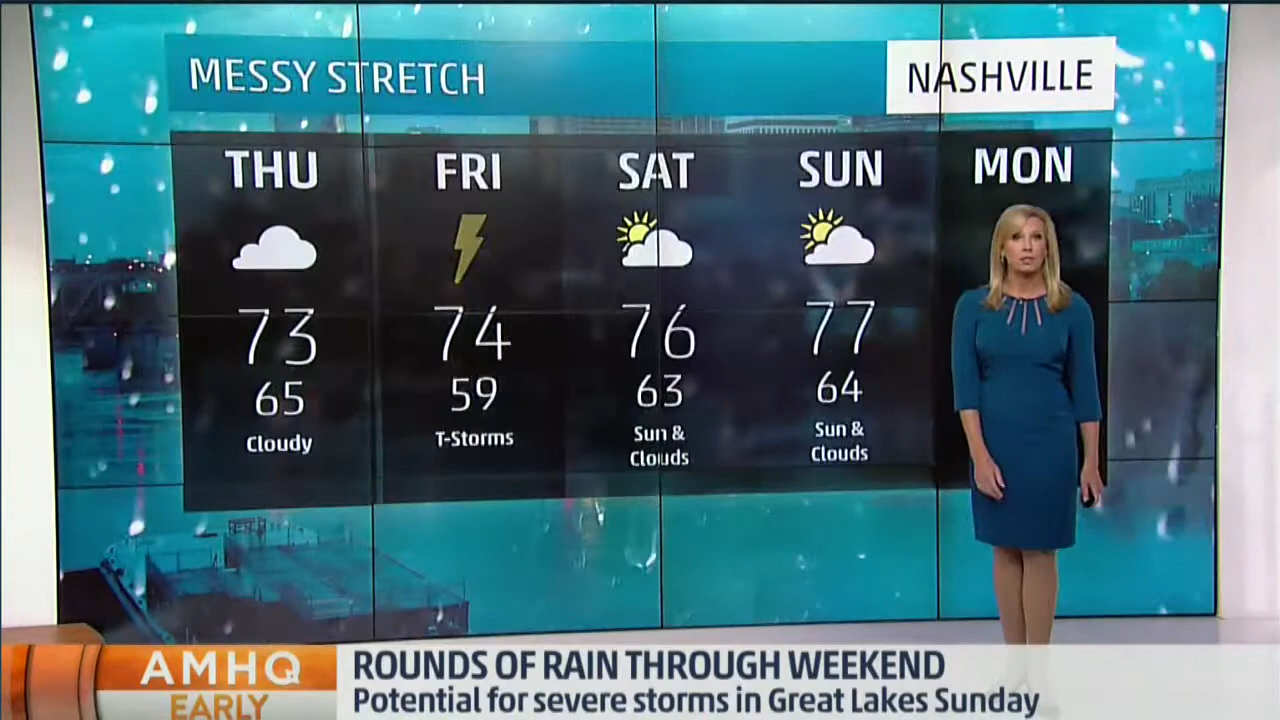 MESSY STRETCH
NASHVILLE
THU FRI SAT SUN MON
73 74 76 77
65 59 63 64
Cloudy T-Storms Sun & Clouds Sun & Clouds
AMHQ
EARLY
ROUNDS OF RAIN THROUGH WEEKEND
Potential for severe storms in Great Lakes Sunday